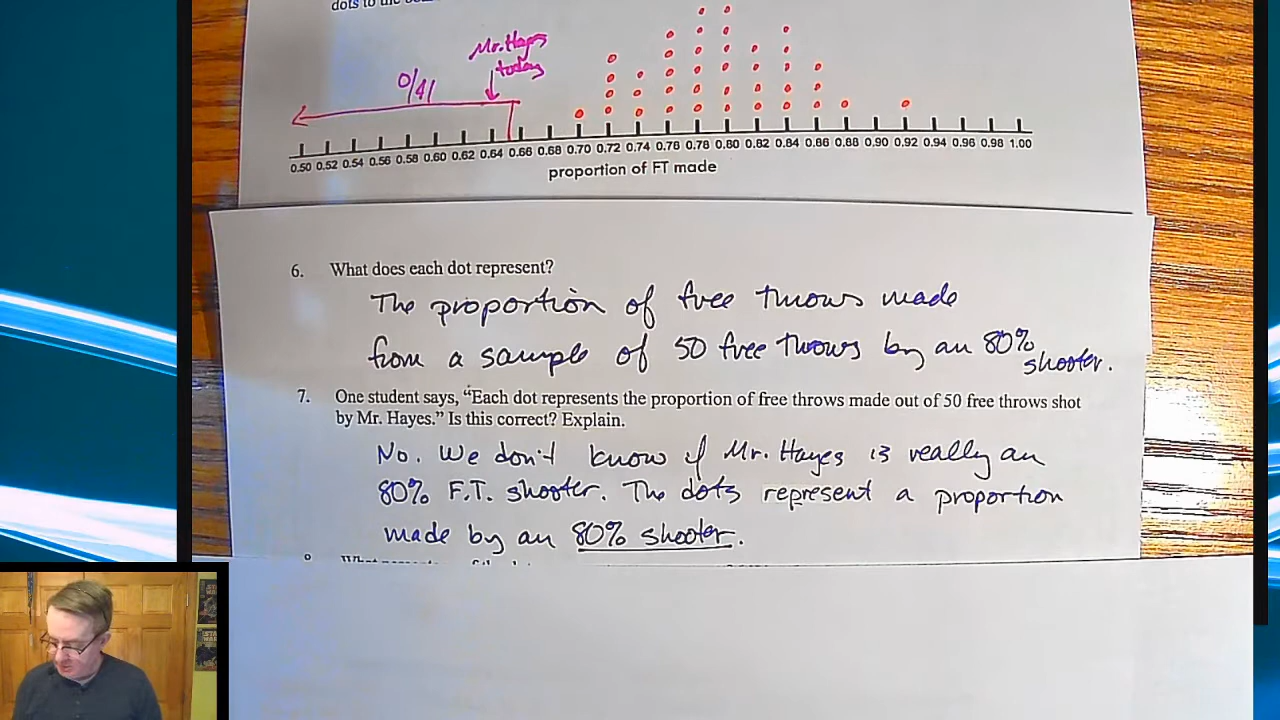 dots to the
Mr. Hayes
today
0/41
0.50 0.52 0.54 0.56 0.58 0.60 0.62 0.64 0.66 0.68 0.70 0.72 0.74 0.76 0.78 0.80 0.82 0.84 0.86 0.88 0.90 0.92 0.94 0.96 0.98 1.00
proportion of FT made
6. What does each dot represent?
The proportion of free throws made
from a sample of 50 free throws by an 80%
shooter.
7. One student says, “Each dot represents the proportion of free throws made out of 50 free throws shot
by Mr. Hayes.” Is this correct? Explain.
No. We don't know if Mr. Hayes is really an
80% F.T. shooter. The dots represent a proportion
made by an 80% shooter.